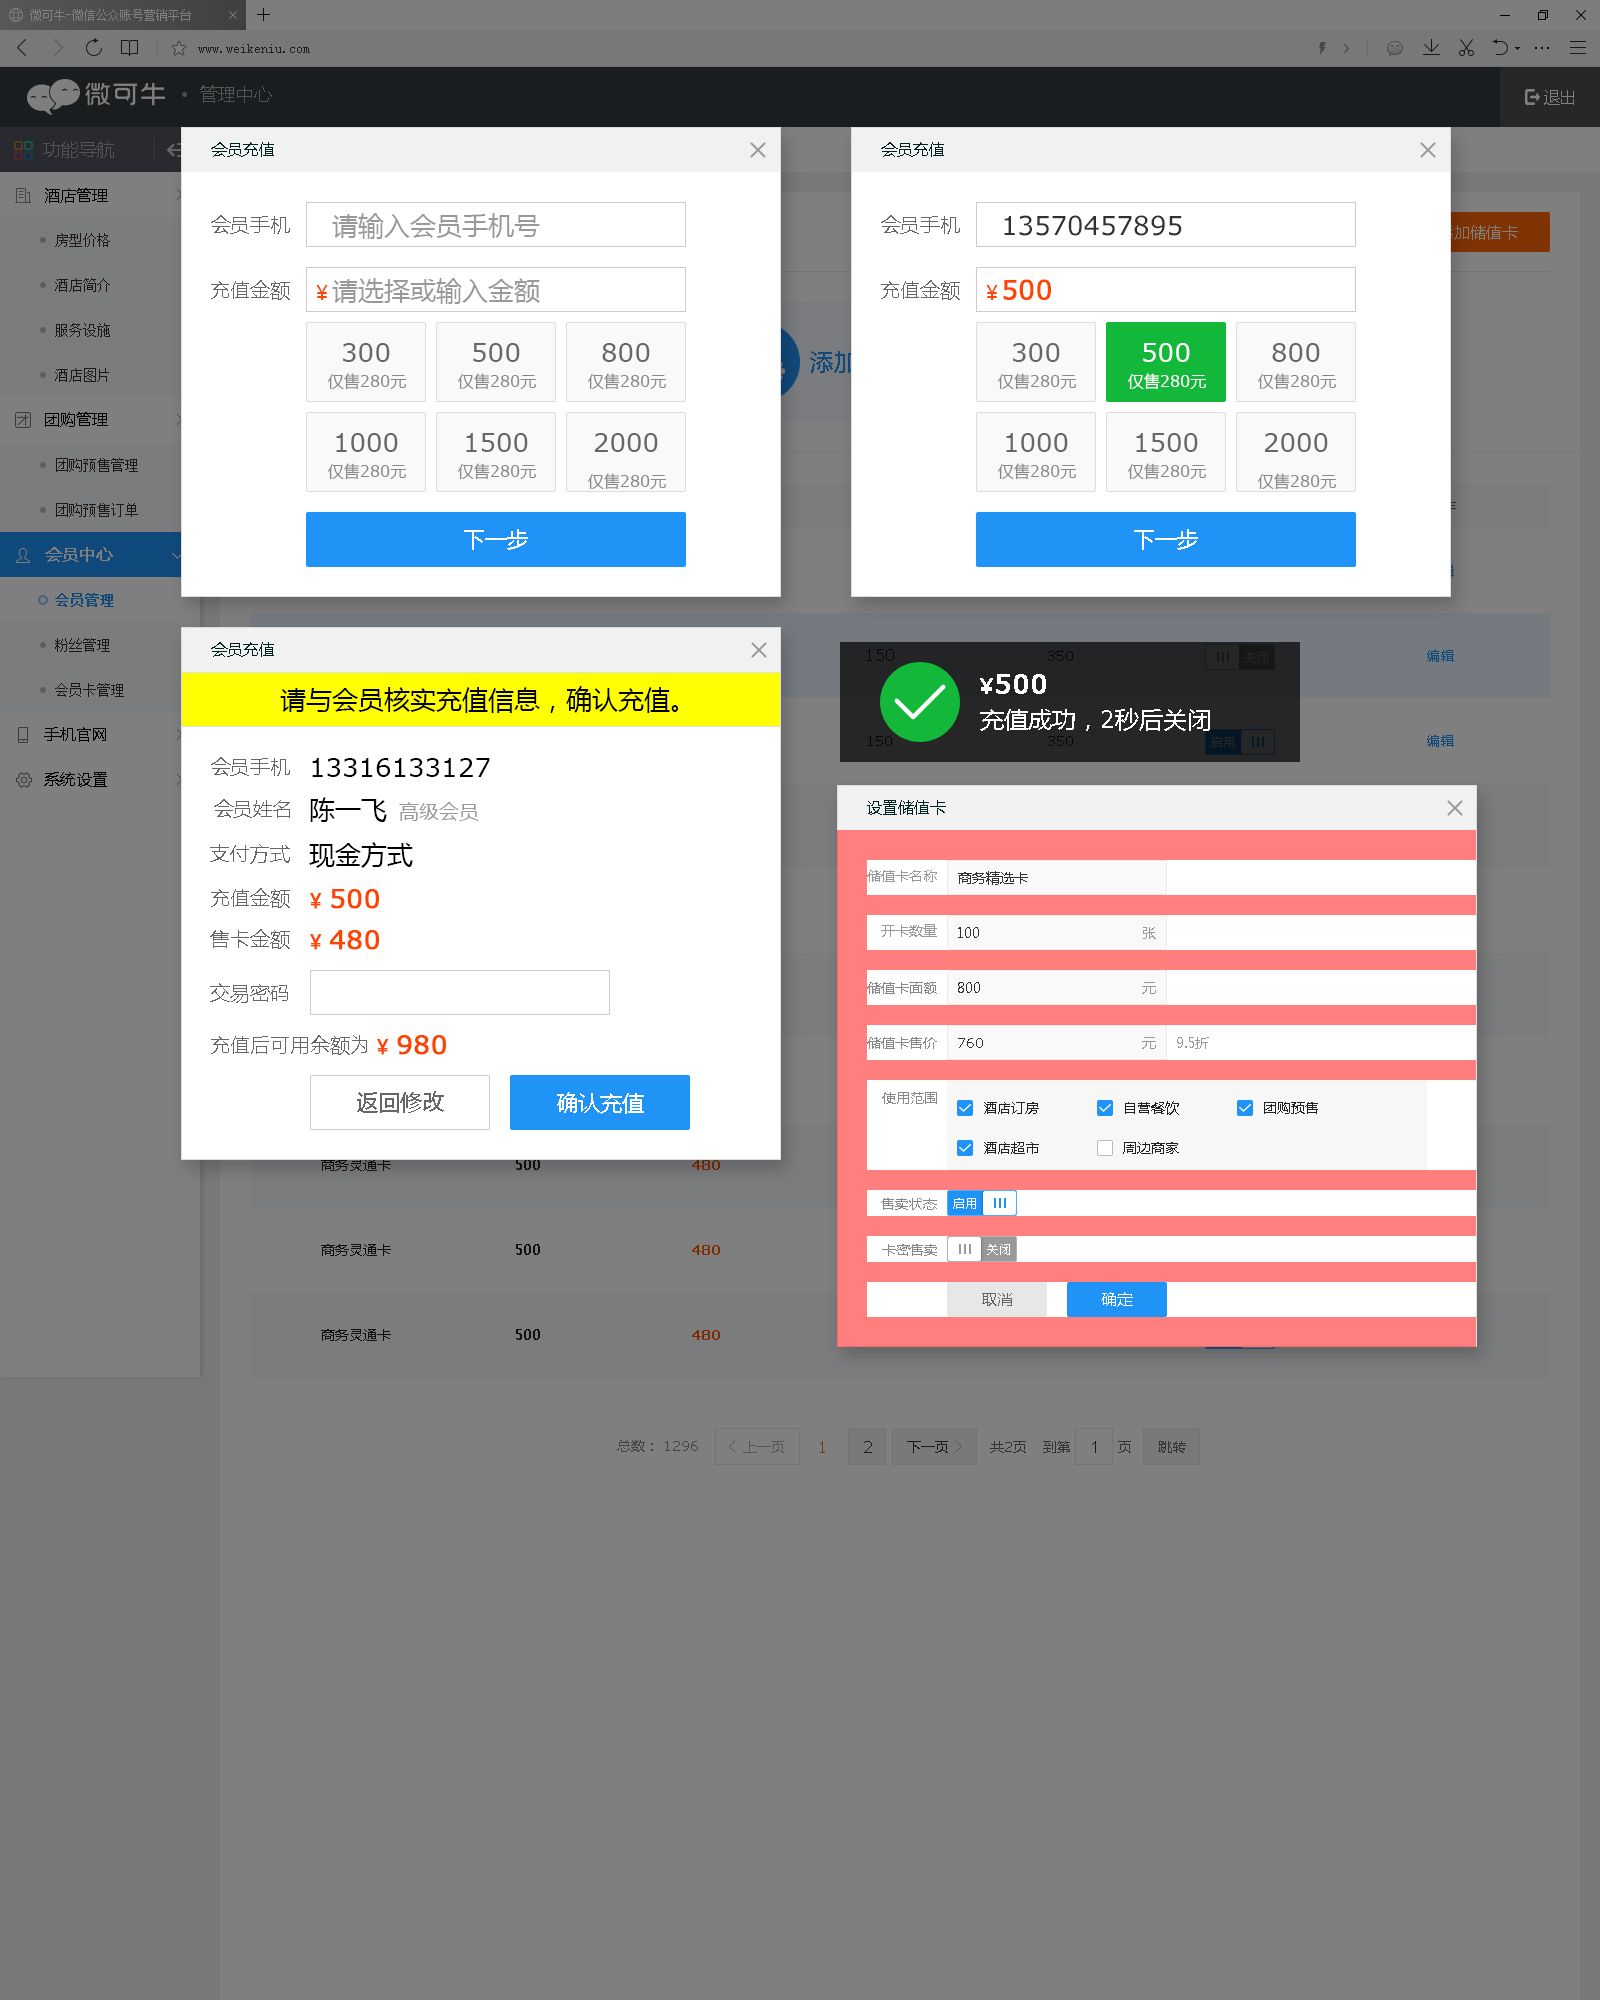 微可牛-微信公众账号营销平台
www.weikeniu.com
微可牛 • 管理中心
退出
功能导航
酒店管理
房型价格
酒店简介
服务设施
酒店图片
团购管理
团购预售管理
团购预售订单
会员中心
会员管理
粉丝管理
会员卡管理
手机官网
系统设置
会员充值
会员手机 请输入会员手机号
充值金额 ¥ 请选择或输入金额
300 500 800
仅售280元 仅售280元 仅售280元
1000 1500 2000
仅售280元 仅售280元 仅售280元
下一步
添加
会员充值
会员手机 13570457895
充值金额 ¥ 500
300 500 800
仅售280元 仅售280元 仅售280元
1000 1500 2000
仅售280元 仅售280元 仅售280元
下一步
加储值卡
会员充值
请与会员核实充值信息，确认充值。
会员手机 13316133127
会员姓名 陈一飞 高级会员
支付方式 现金方式
充值金额 ¥ 500
售卡金额 ¥ 480
交易密码
充值后可用余额为 ¥ 980
返回修改 确认充值
150 350 关闭 编辑
¥500
充值成功，2秒后关闭
150 350 启用 编辑
设置储值卡
储值卡名称 商务精选卡
开卡数量 100 张
储值卡面额 800 元
储值卡售价 760 元 9.5折
使用范围 酒店订房 自营餐饮 团购预售
酒店超市 周边商家
售卖状态 启用
卡密售卖 关闭
取消 确定
商务灵通卡 500 480
商务灵通卡 500 480
商务灵通卡 500 480
总数： 1296 上一页 1 2 下一页 共2页 到第 1 页 跳转